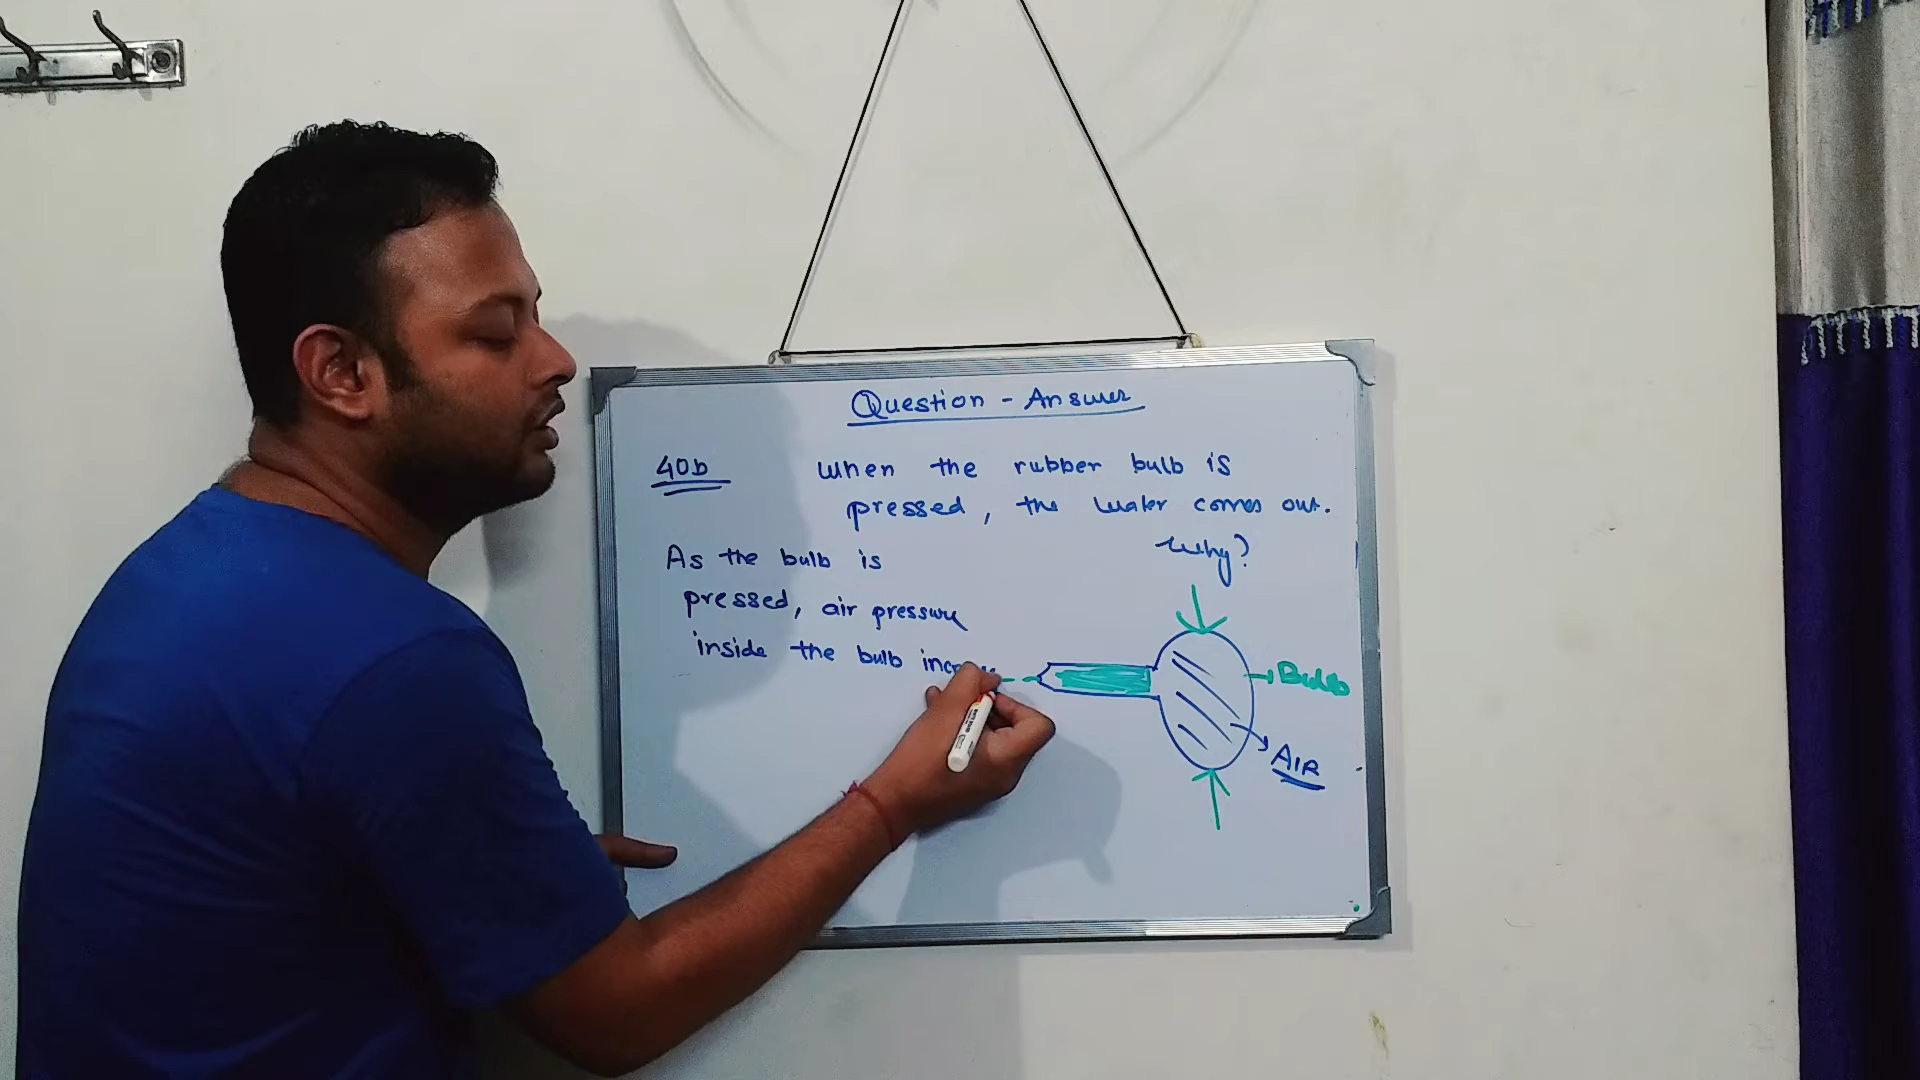 Question - Answer
40b
When the rubber bulb is
pressed, the water comes out.
Why?
As the bulb is
pressed, air pressure
inside the bulb
Bulb
AIR